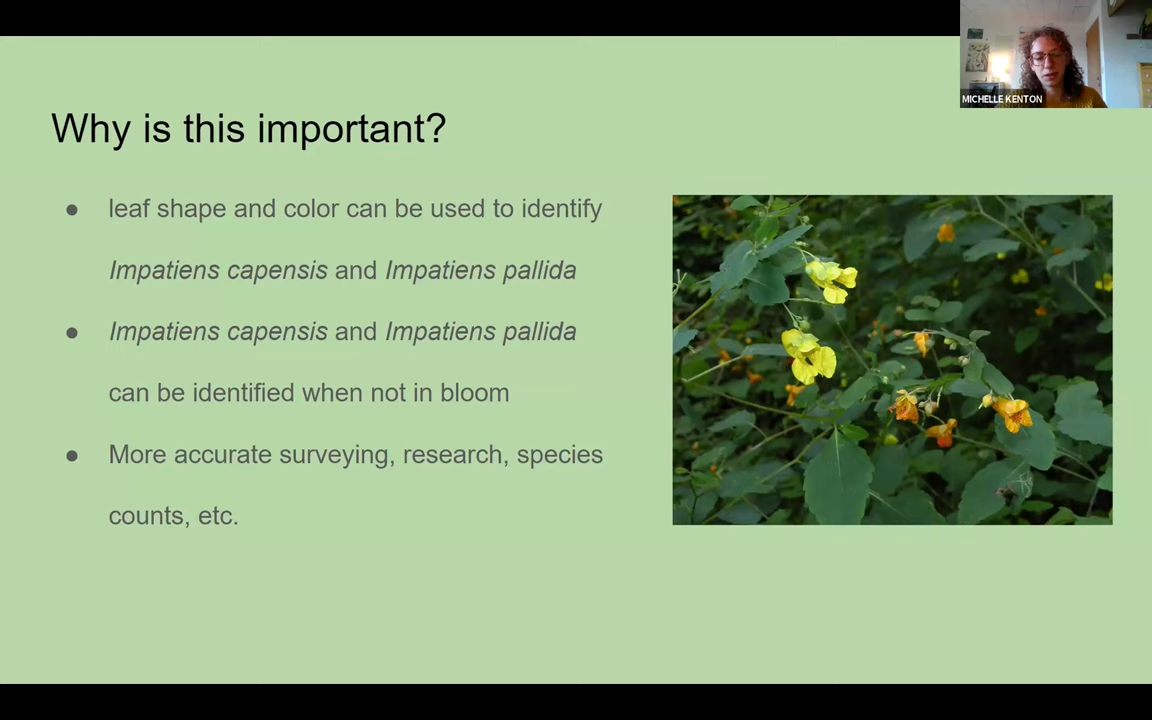 MICHELLE KENTON
Why is this important?
● leaf shape and color can be used to identify
Impatiens capensis and Impatiens pallida
● Impatiens capensis and Impatiens pallida
can be identified when not in bloom
● More accurate surveying, research, species
counts, etc.